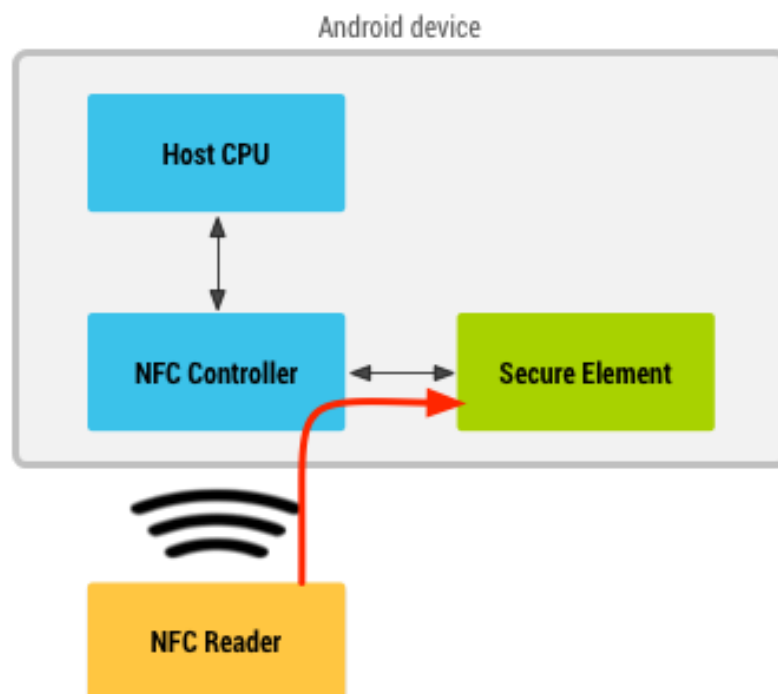 Android device
Host CPU
NFC Controller
Secure Element
NFC Reader